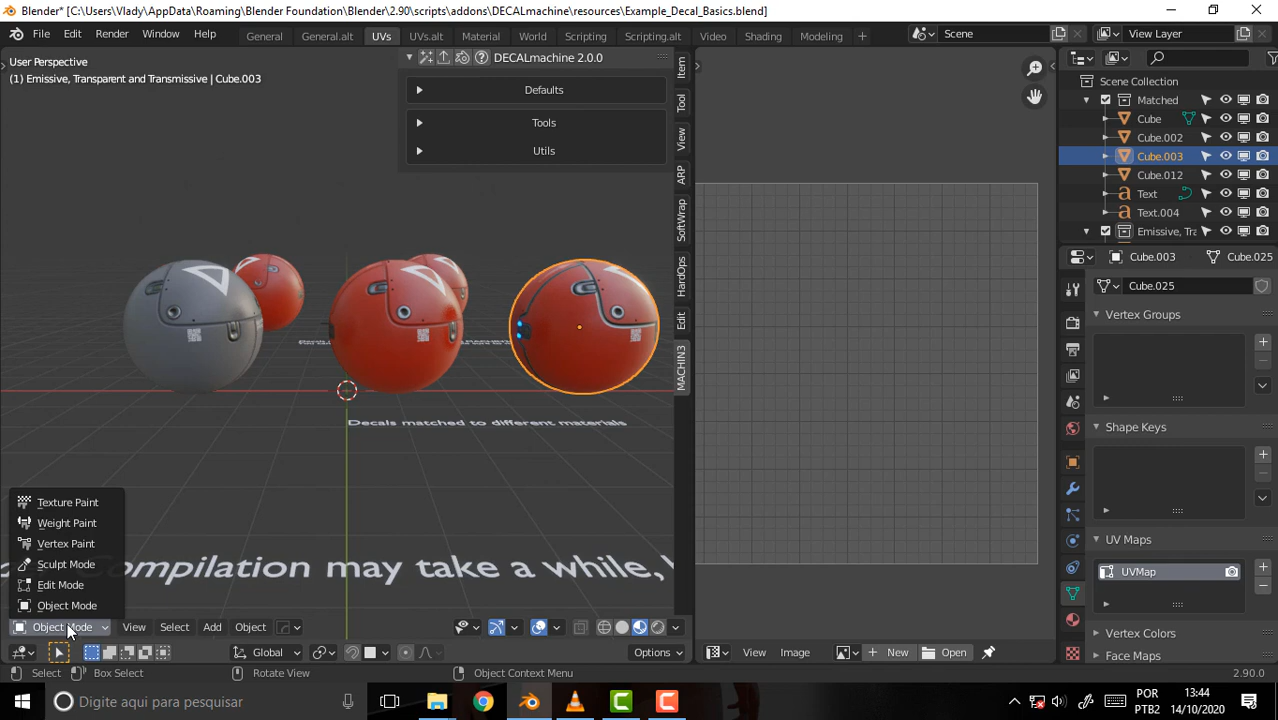 Blender* [C:\Users\Vlady\AppData\Roaming\Blender Foundation\Blender\2.90\scripts\addons\DECALmachine\resources\Example_Decal_Basics.blend]
File Edit Render Window Help General General.alt UVs UVs.alt Material World Scripting Scripting.alt Paint Shading Modeling Scene View Layer
User Perspective
(1) Emissive, Transparent and Transmissive | Cube.003
DECALmachine 2.0.0
Defaults
Tools
Utils
Item
Tool
View
ARP
SoftWrap
HardOps
Edit
MACHIN3
Scene Collection
Matched
Cube
Cube.002
Cube.003
Cube.012
Text
Text.004
Emissive, Tra
Cube.003 Cube.025
Cube.025
Vertex Groups
Shape Keys
UV Maps
UVMap
Vertex Colors
Face Maps
Decals matched to different materials
Compilation may take a while,
Texture Paint
Weight Paint
Vertex Paint
Sculpt Mode
Edit Mode
Object Mode
Object Mode View Select Add Object
Global Options
View Image New Open
Select Box Select Rotate View Object Context Menu 2.90.0
Digite aqui para pesquisar
POR
PTB2
13:44
14/10/2020